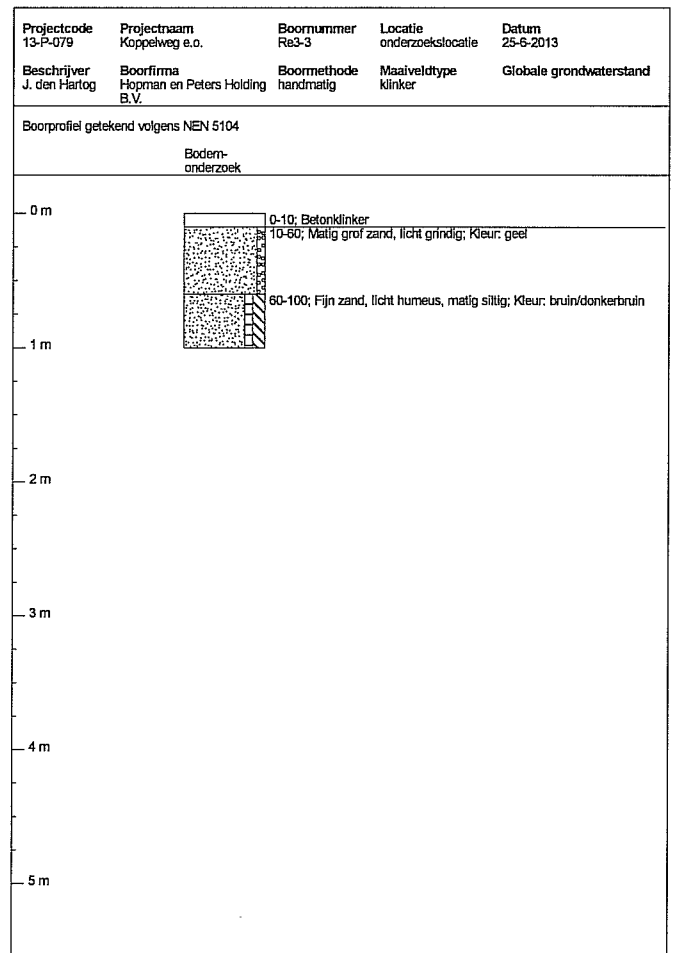 Projectcode Projectnaam Boornummer Locatie Datum
13-P-079 Koppelweg e.o. Re3-3 onderzoekslocatie 25-6-2013
Beschrijver Boorfirma Boormethode Maaiveldtype Globale grondwaterstand
J. den Hartog Hopman en Peters Holding handmatig klinker
B.V.
Boorprofiel getekend volgens NEN 5104
Bodem-
onderzoek
0 m
0-10; Betonklinker
10-60; Matig grof zand, licht grindig; Kleur: geel
60-100; Fijn zand, licht humeus, matig siltig; Kleur: bruin/donkerbruin
1 m
2 m
3 m
4 m
5 m